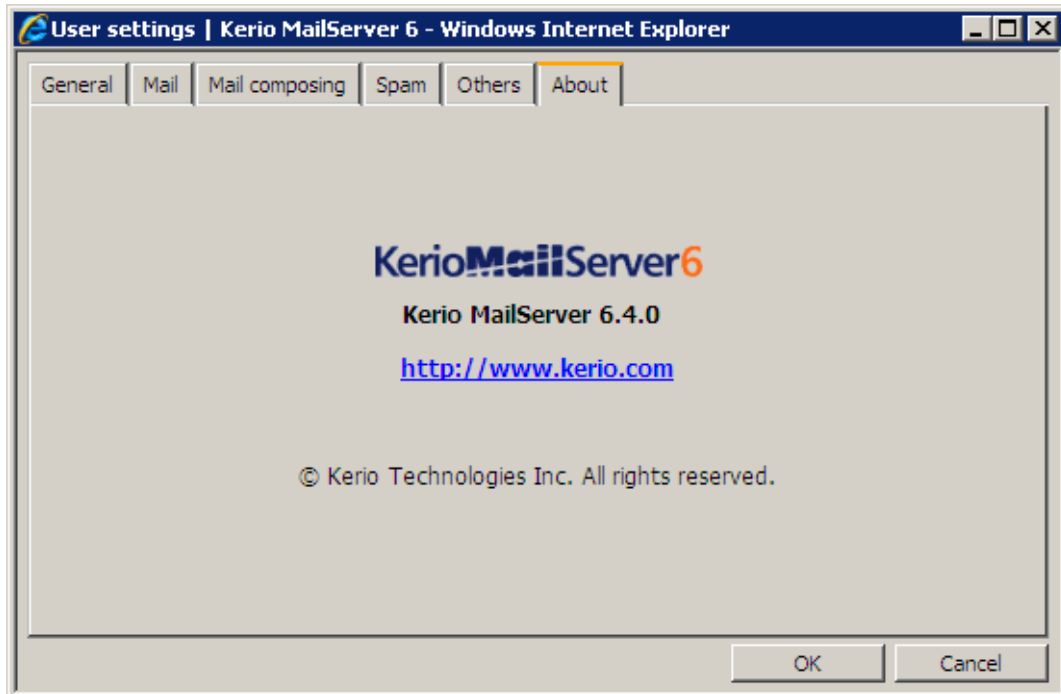 User settings | Kerio MailServer 6 - Windows Internet Explorer
General Mail Mail composing Spam Others About
KerioMailServer6
Kerio MailServer 6.4.0
http://www.kerio.com
© Kerio Technologies Inc. All rights reserved.
OK Cancel